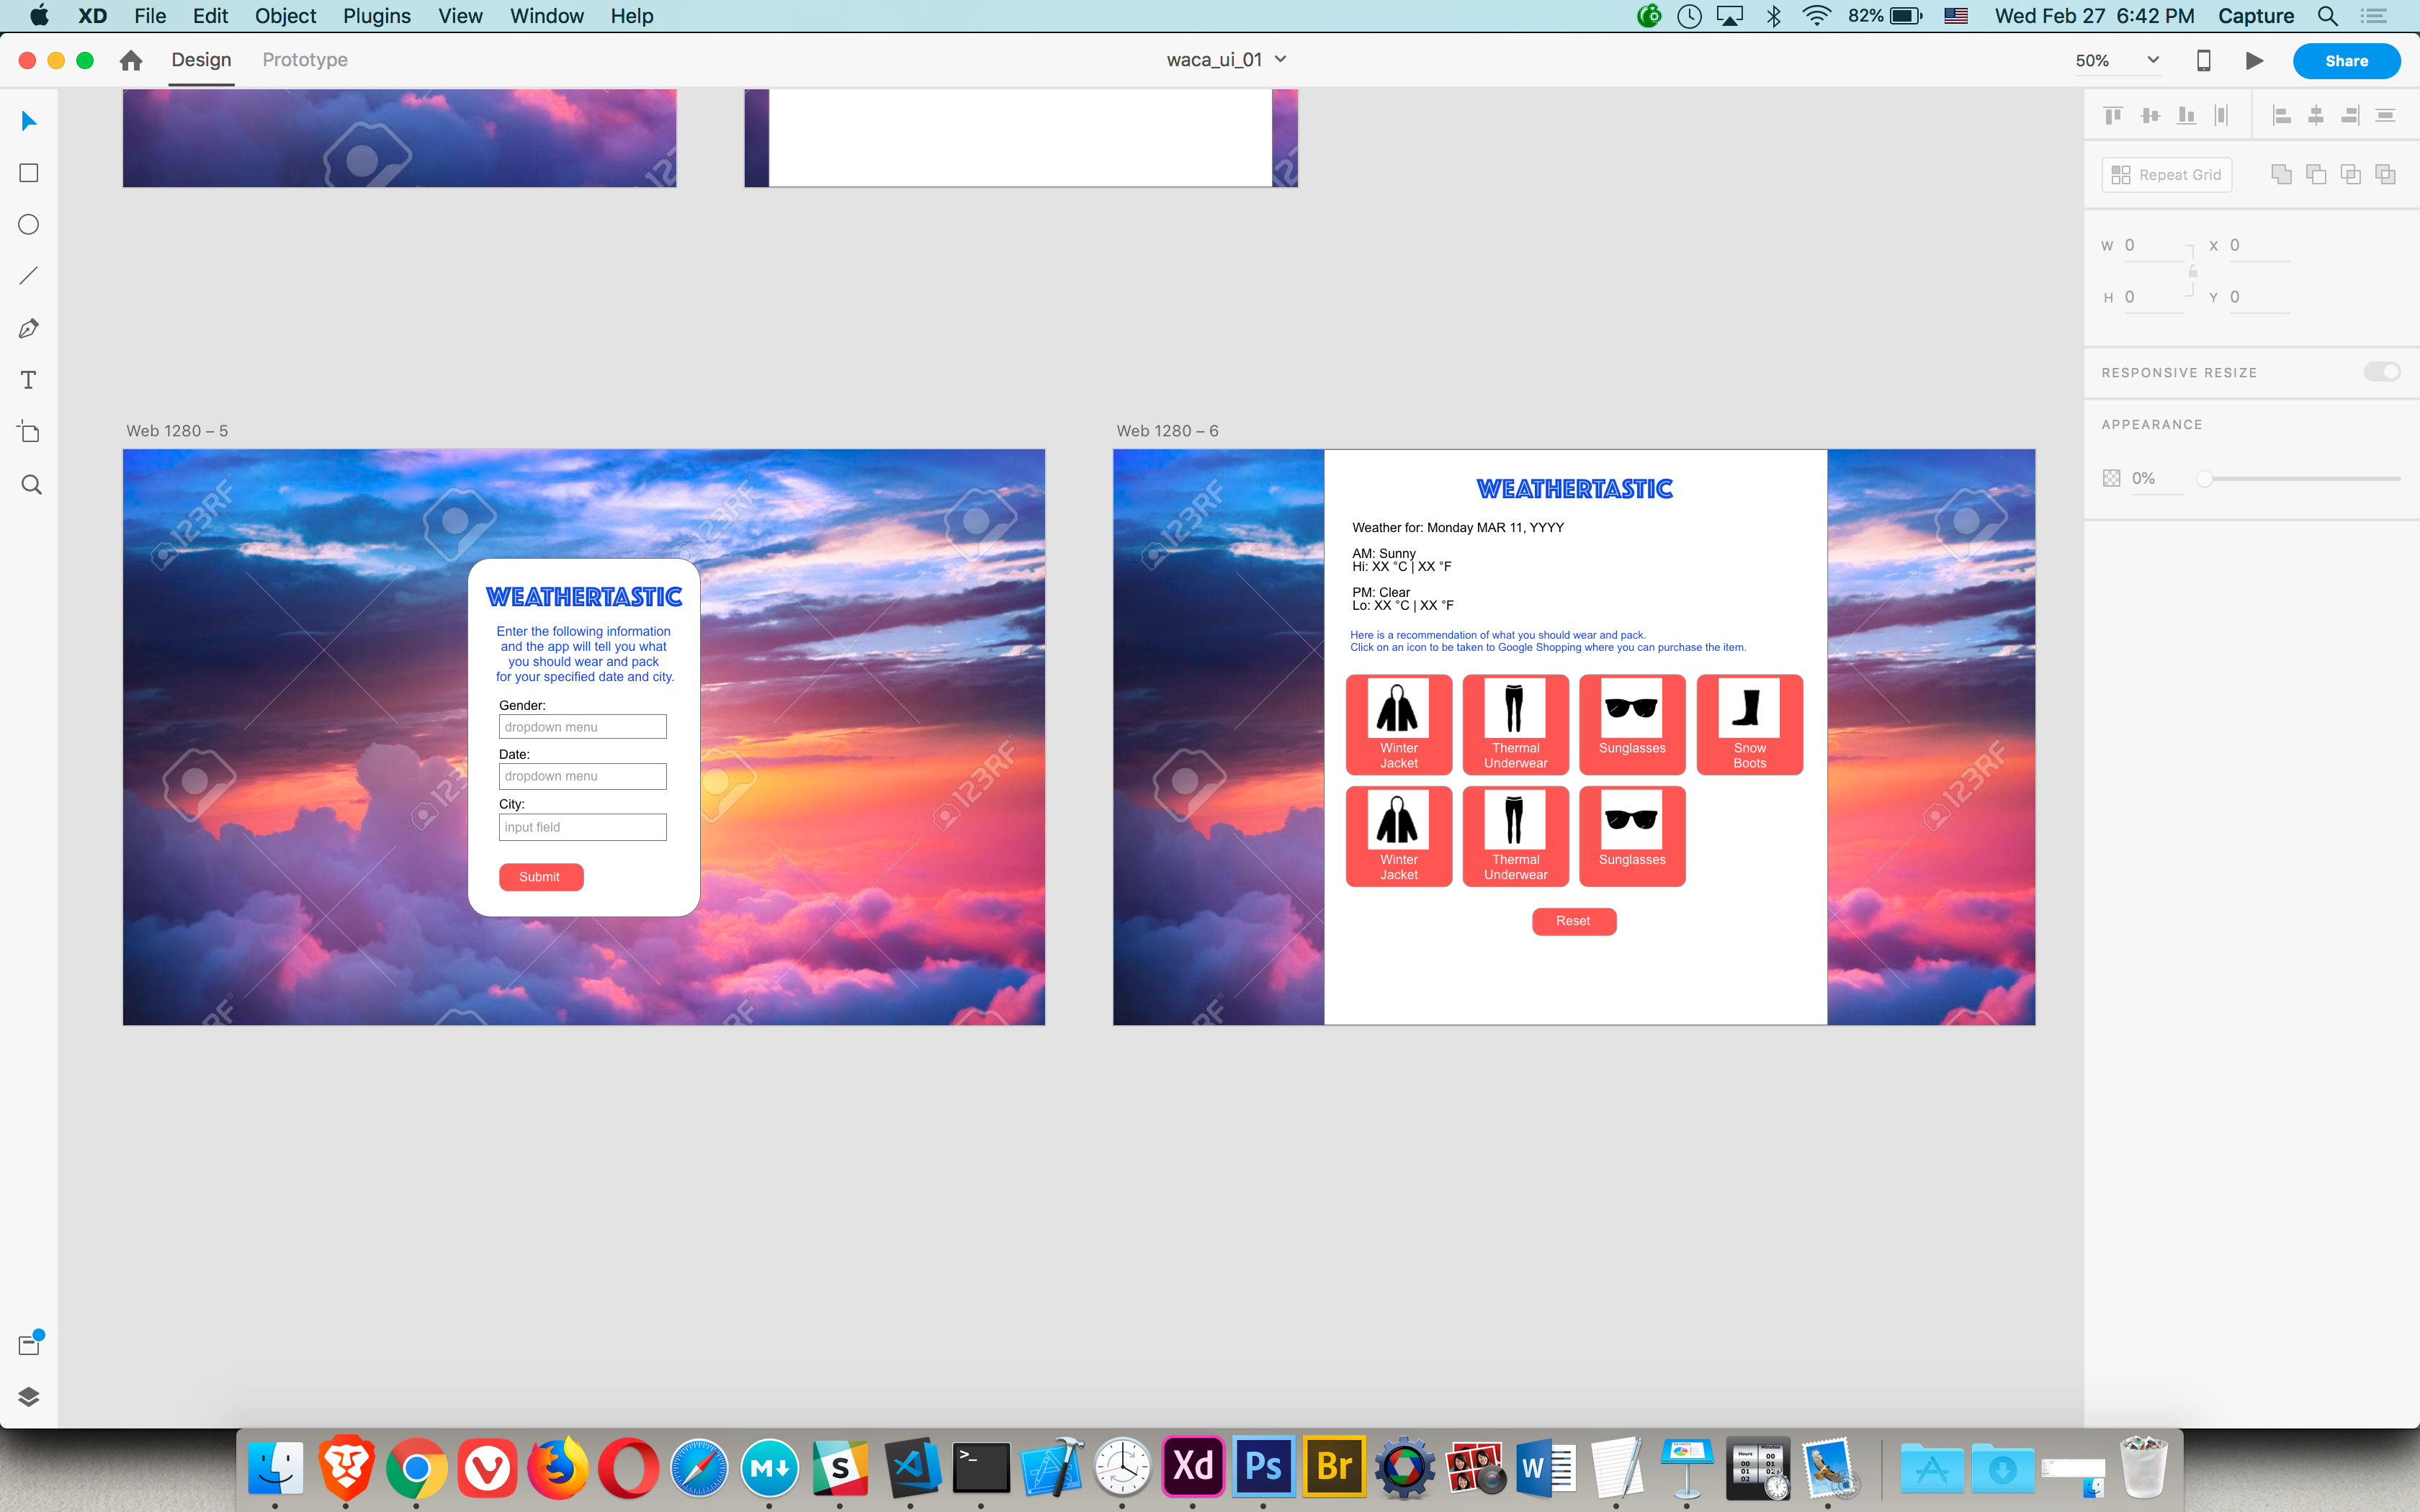 XD File Edit Object Plugins View Window Help
82% Wed Feb 27 6:42 PM Capture
Design Prototype
waca_ui_01
50%
Share
Repeat Grid
W 0 X 0
H 0 Y 0
RESPONSIVE RESIZE
APPEARANCE
0%
Web 1280 – 5
123RF
WEATHERTASTIC
Enter the following information
and the app will tell you what
you should wear and pack
for your specified date and city.
Gender:
dropdown menu
Date:
dropdown menu
City:
input field
Submit
Web 1280 – 6
123RF
WEATHERTASTIC
Weather for: Monday MAR 11, YYYY
AM: Sunny
Hi: XX °C | XX °F
PM: Clear
Lo: XX °C | XX °F
Here is a recommendation of what you should wear and pack.
Click on an icon to be taken to Google Shopping where you can purchase the item.
Winter
Jacket
Thermal
Underwear
Sunglasses
Snow
Boots
Winter
Jacket
Thermal
Underwear
Sunglasses
Reset
M S >_ Xd Ps Br W
Hours Minutes